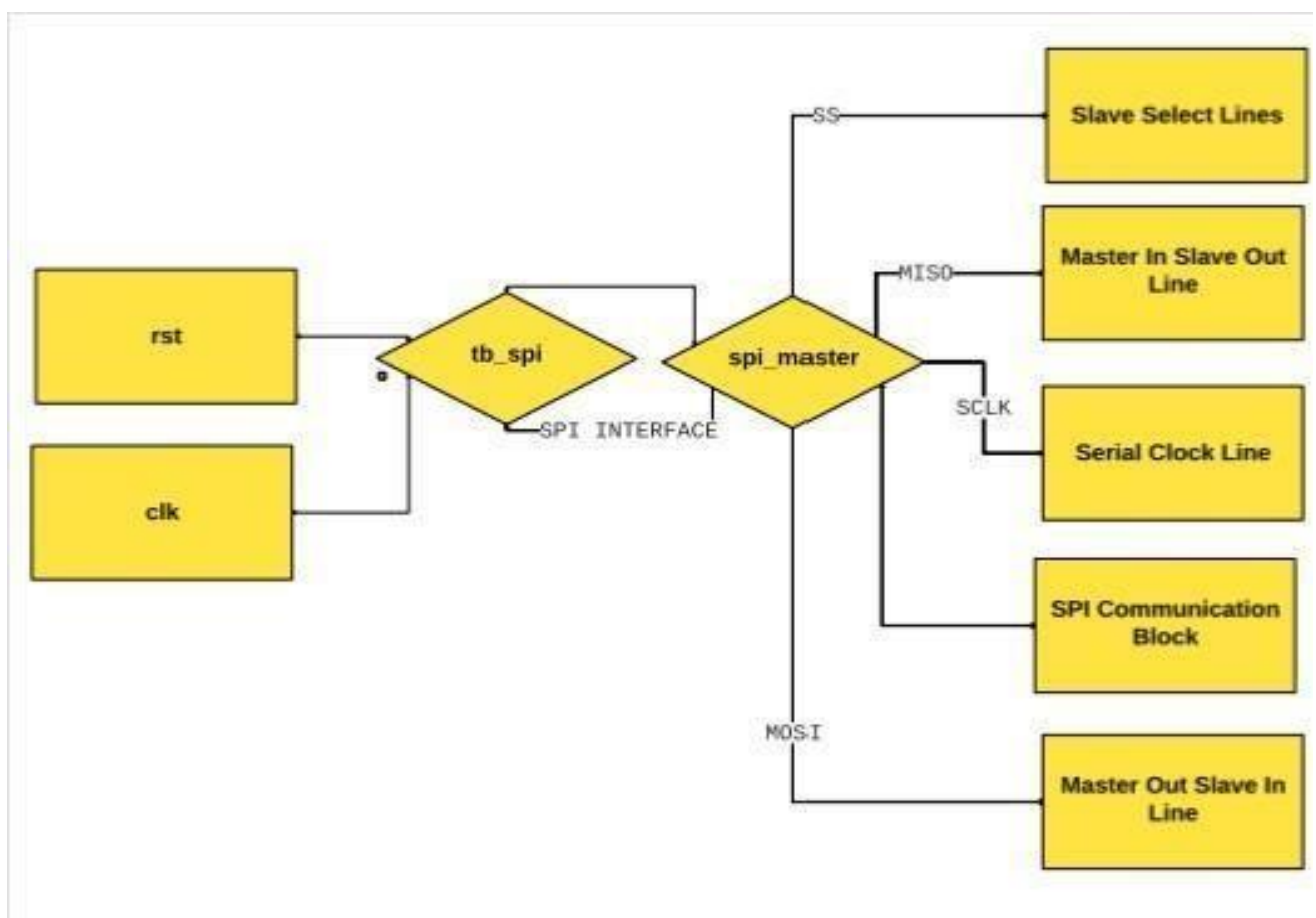 SS
Slave Select Lines
MISO
Master In Slave Out
Line
rst
tb_spi
spi_master
SCLK
SPI INTERFACE
Serial Clock Line
clk
SPI Communication
Block
MOSI
Master Out Slave In
Line